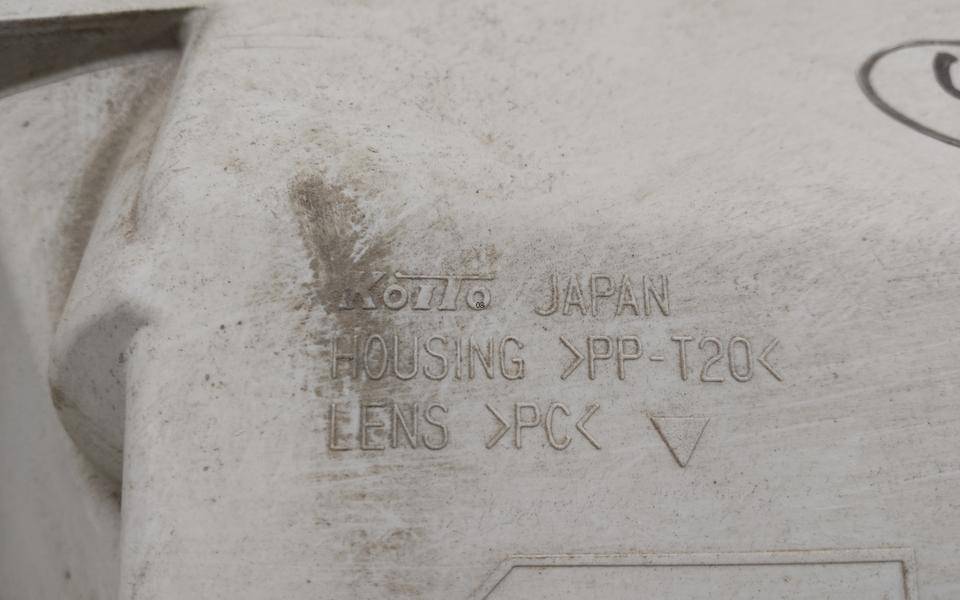 KOITO JAPAN
HOUSING >PP-T20<
LENS >PC<